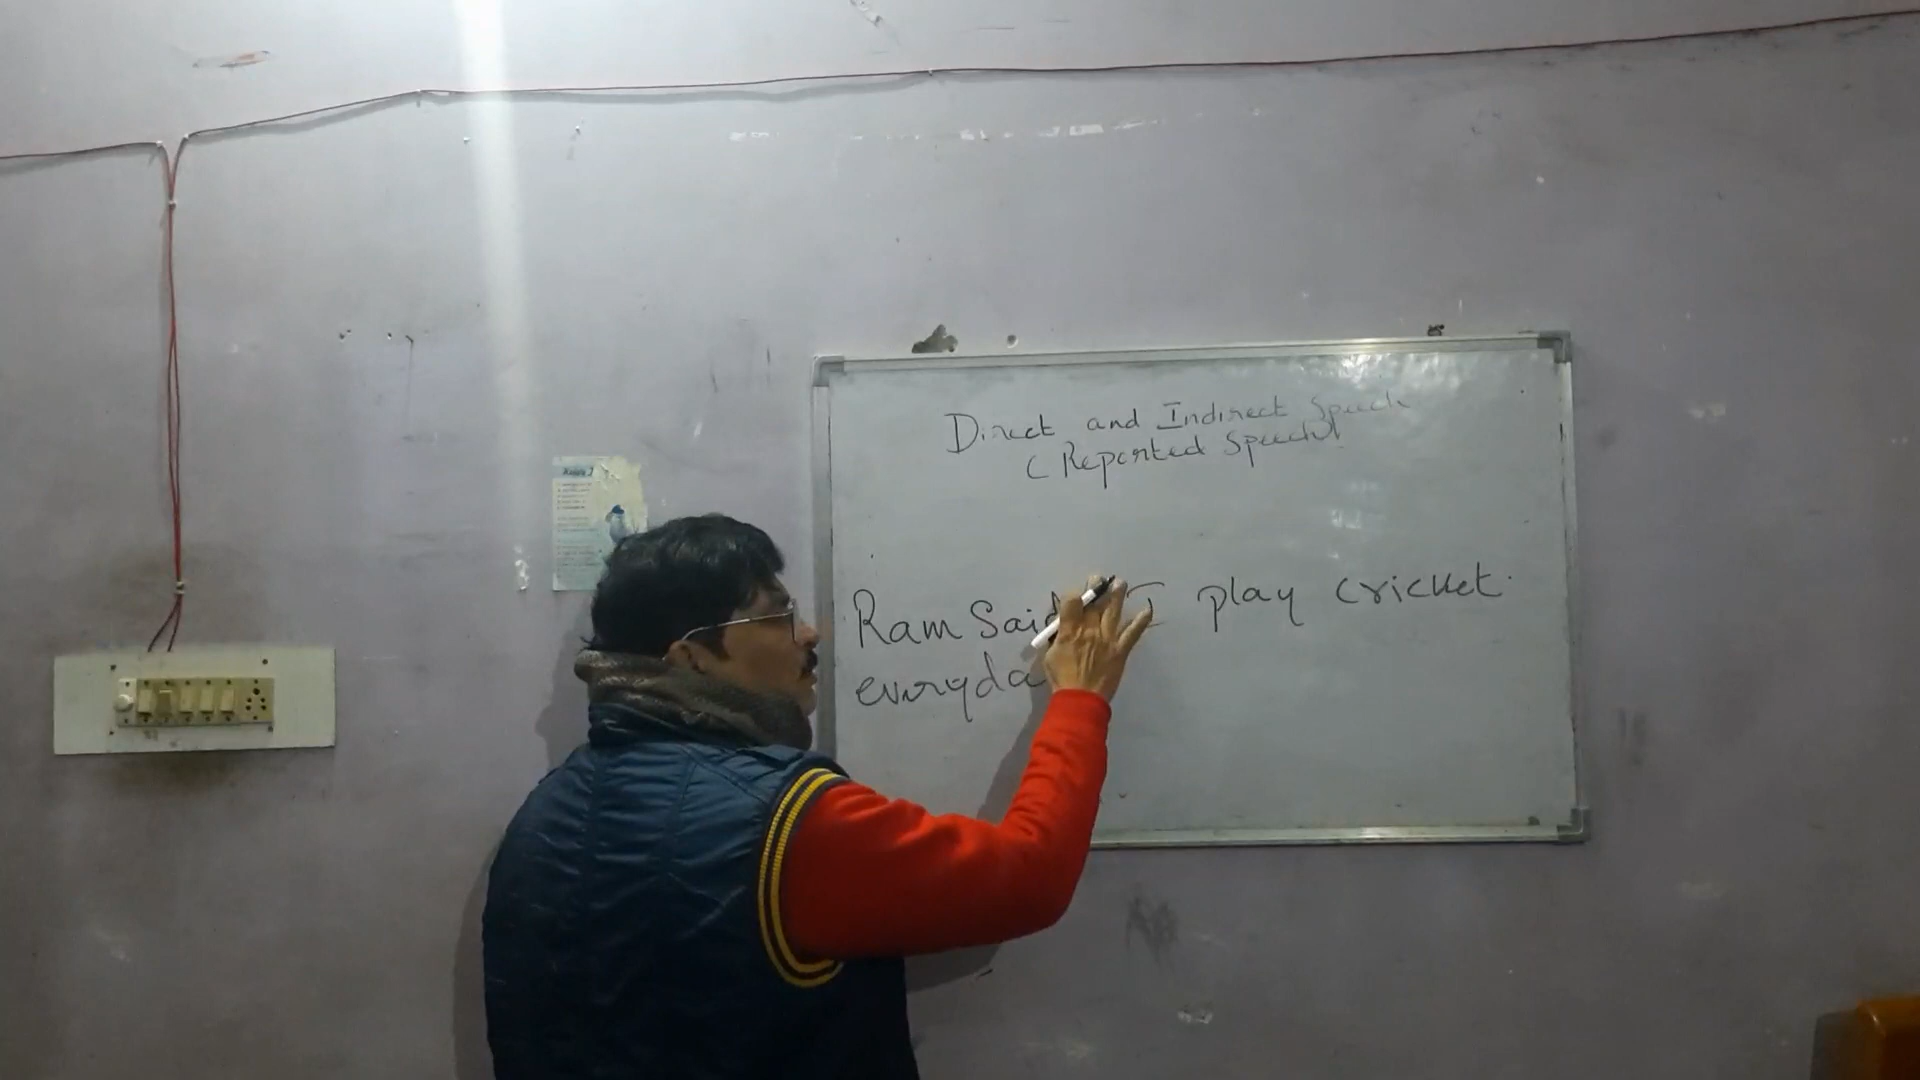 Direct and Indirect Speech
(Reported Speech)
Ram Said I play cricket.
everyda